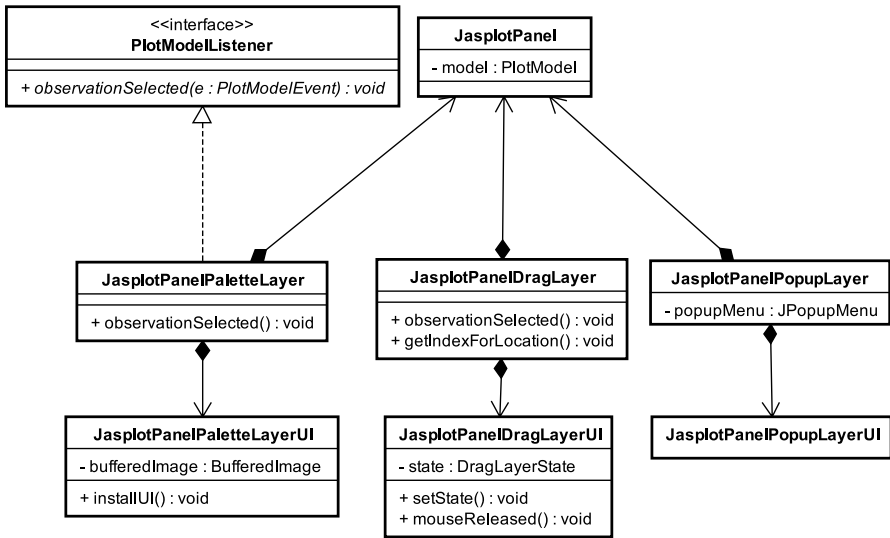 <<interface>>
PlotModelListener
+ observationSelected(e : PlotModelEvent) : void
JasplotPanel
- model : PlotModel
JasplotPanelPaletteLayer
+ observationSelected() : void
JasplotPanelDragLayer
+ observationSelected() : void
+ getIndexForLocation() : void
JasplotPanelPopupLayer
- popupMenu : JPopupMenu
JasplotPanelPaletteLayerUI
- bufferedImage : BufferedImage
+ installUI() : void
JasplotPanelDragLayerUI
- state : DragLayerState
+ setState() : void
+ mouseReleased() : void
JasplotPanelPopupLayerUI